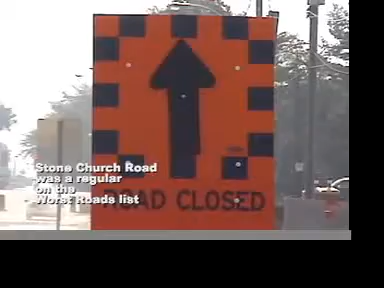 Stone Church Road
was a regular
on the
Worst Roads list
ROAD CLOSED